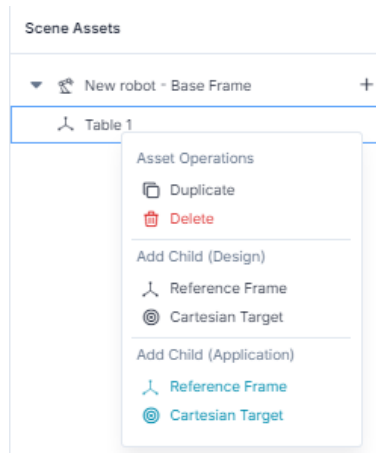 Scene Assets
New robot - Base Frame
Table 1
Asset Operations
Duplicate
Delete
Add Child (Design)
Reference Frame
Cartesian Target
Add Child (Application)
Reference Frame
Cartesian Target